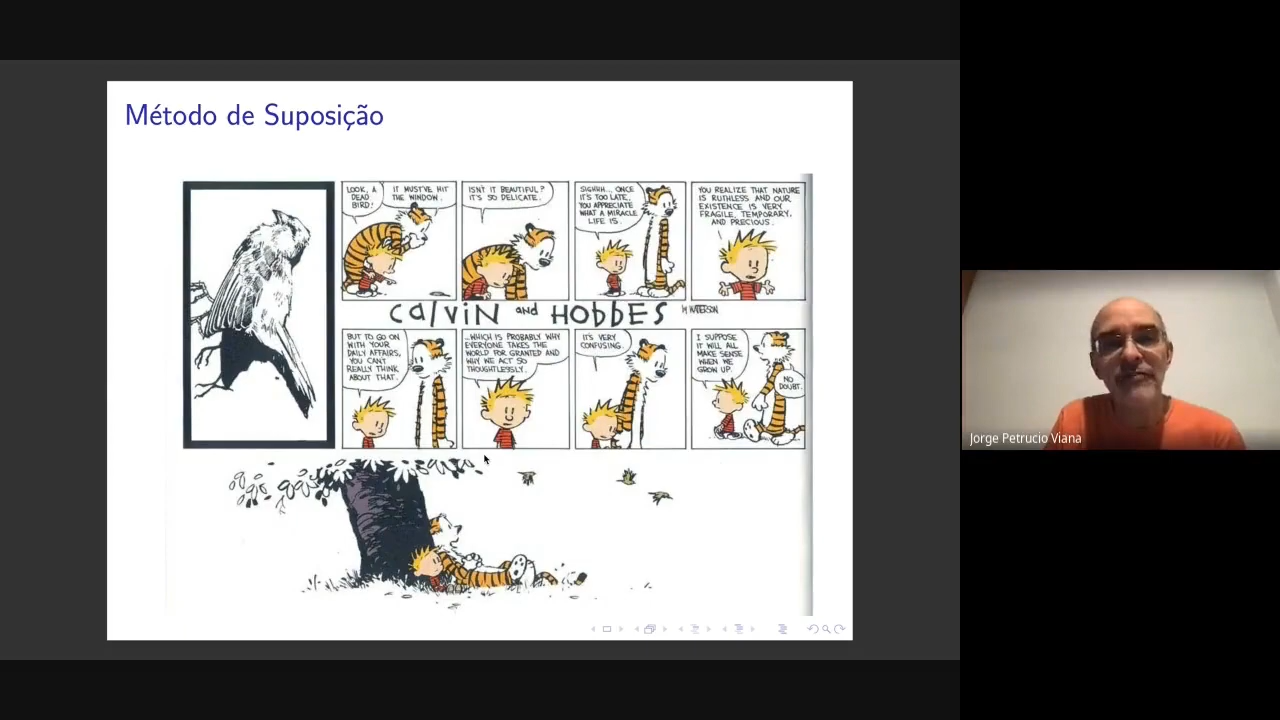 Método de Suposição
LOOK, A
DEAD
BIRD!
IT MUST'VE HIT
THE WINDOW.
ISN'T IT BEAUTIFUL?
IT'S SO DELICATE.
SIGHHH... ONCE
IT'S TOO LATE,
YOU APPRECIATE
WHAT A MIRACLE
LIFE IS.
YOU REALIZE THAT NATURE
IS RUTHLESS AND OUR
EXISTENCE IS VERY
FRAGILE, TEMPORARY,
AND PRECIOUS.
CALVIN and HOBBES
BY WATTERSON
BUT TO GO ON
WITH YOUR
DAILY AFFAIRS,
YOU CAN'T
REALLY THINK
ABOUT THAT.
...WHICH IS PROBABLY WHY
EVERYONE TAKES THE
WORLD FOR GRANTED AND
WHY WE ACT SO
THOUGHTLESSLY.
IT'S VERY
CONFUSING.
I SUPPOSE
IT WILL ALL
MAKE SENSE
WHEN WE
GROW UP.
NO
DOUBT.
Jorge Petrucio Viana